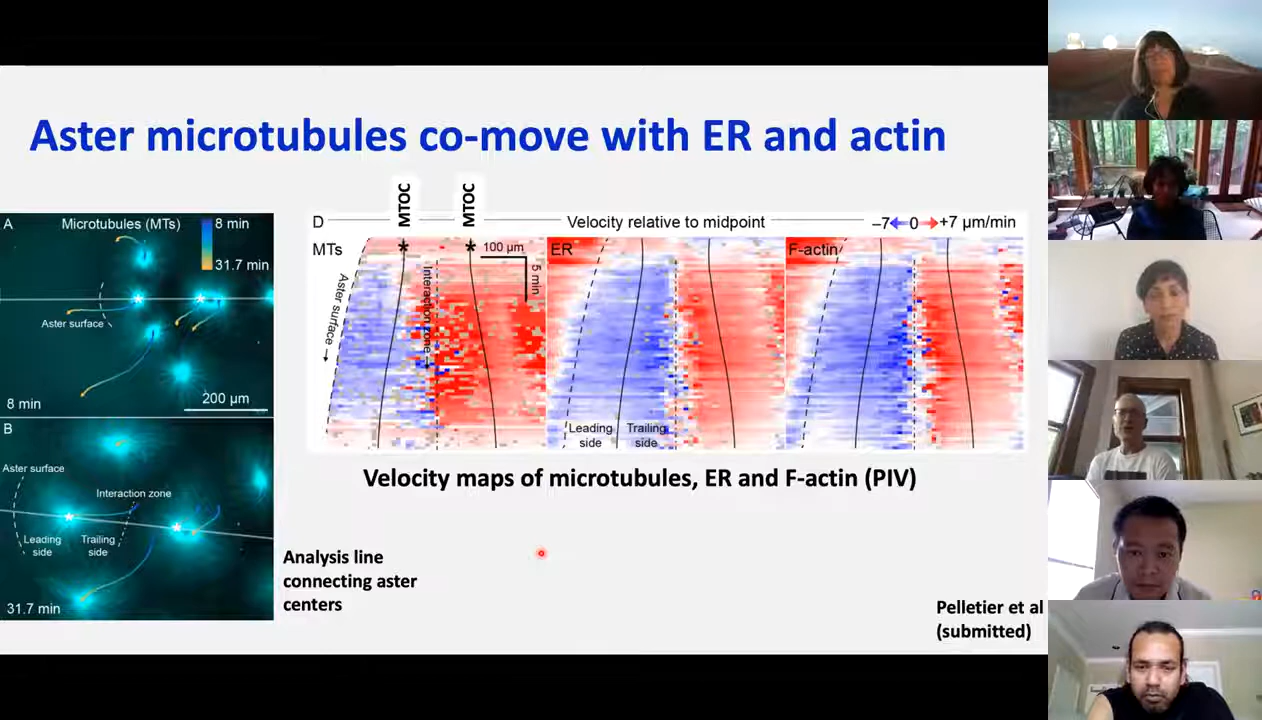 Aster microtubules co-move with ER and actin
A
Microtubules (MTs)
8 min
31.7 min
Aster surface
8 min
200 µm
B
Aster surface
Interaction zone
Leading
side
Trailing
side
31.7 min
MTOC
MTOC
D
Velocity relative to midpoint
–7 0 +7 µm/min
MTs
* *
100 µm
5 min
Aster surface
Interaction zone
ER
F-actin
Leading
side
Trailing
side
Velocity maps of microtubules, ER and F-actin (PIV)
Analysis line
connecting aster
centers
Pelletier et al
(submitted)